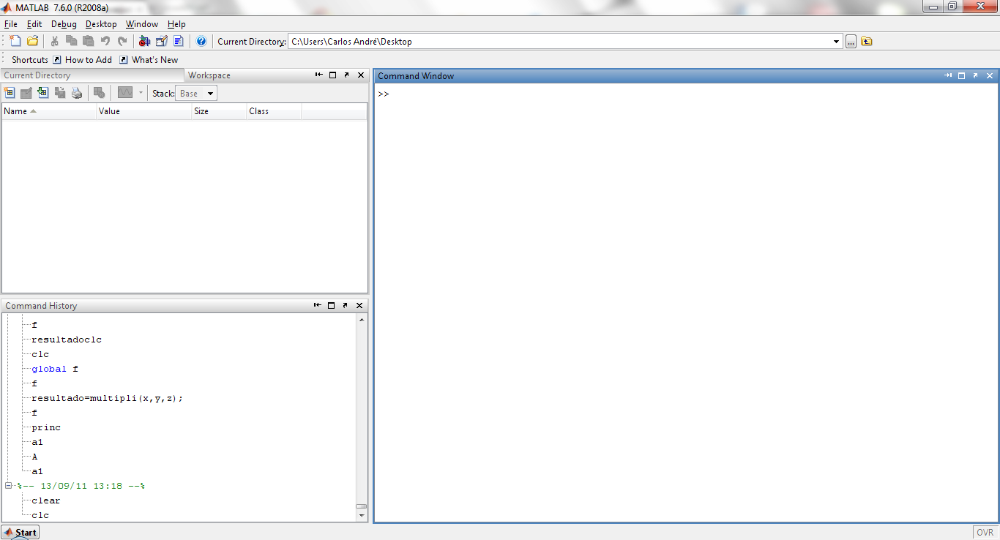 MATLAB 7.6.0 (R2008a)
File Edit Debug Desktop Window Help
Current Directory: C:\Users\Carlos André\Desktop ...
Shortcuts How to Add What's New
Current Directory Workspace
Stack: Base
Name Value Size Class
Command History
f
resultadoclc
clc
global f
f
resultado=multipli(x,y,z);
f
princ
a1
A
a1
%-- 13/09/11 13:18 --%
clear
clc
Command Window
>>
Start
OVR